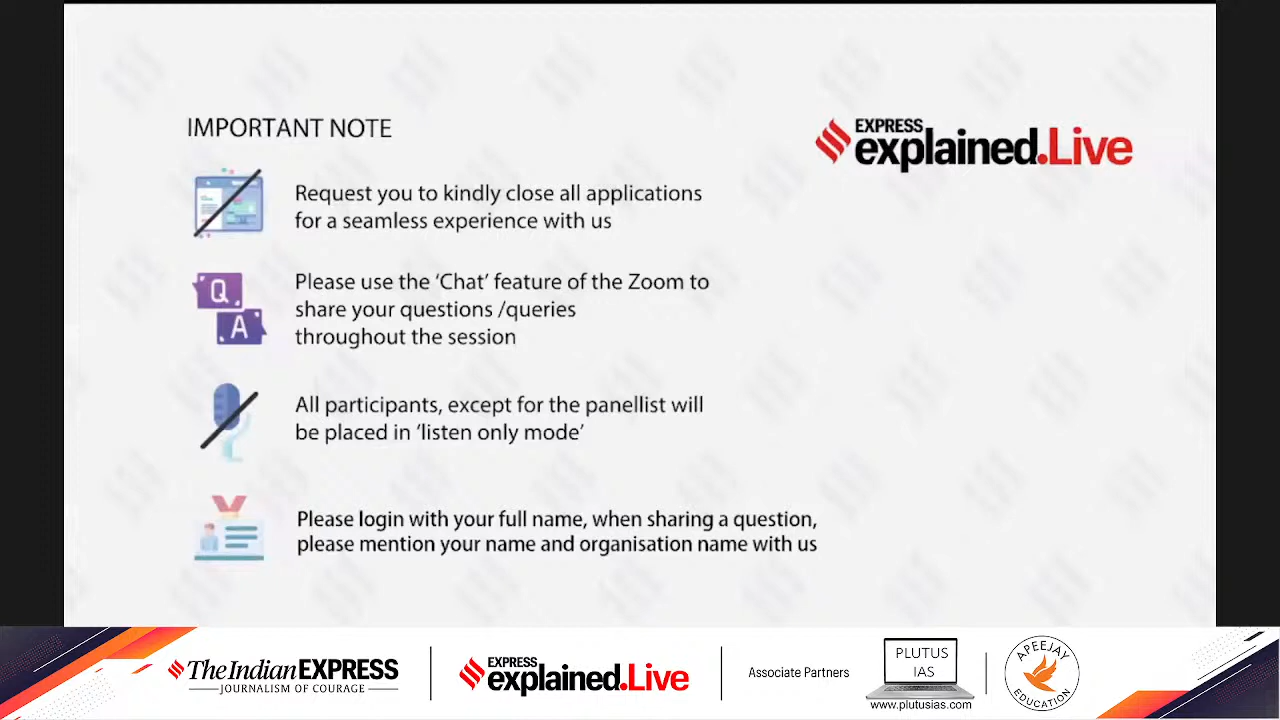 IMPORTANT NOTE
EXPRESS
explained.Live
Request you to kindly close all applications
for a seamless experience with us
Q
A
Please use the ‘Chat’ feature of the Zoom to
share your questions /queries
throughout the session
All participants, except for the panellist will
be placed in ‘listen only mode’
Please login with your full name, when sharing a question,
please mention your name and organisation name with us
The Indian EXPRESS
JOURNALISM OF COURAGE
EXPRESS
explained.Live
Associate Partners
PLUTUS
IAS
www.plutusias.com
APEEJAY
EDUCATION